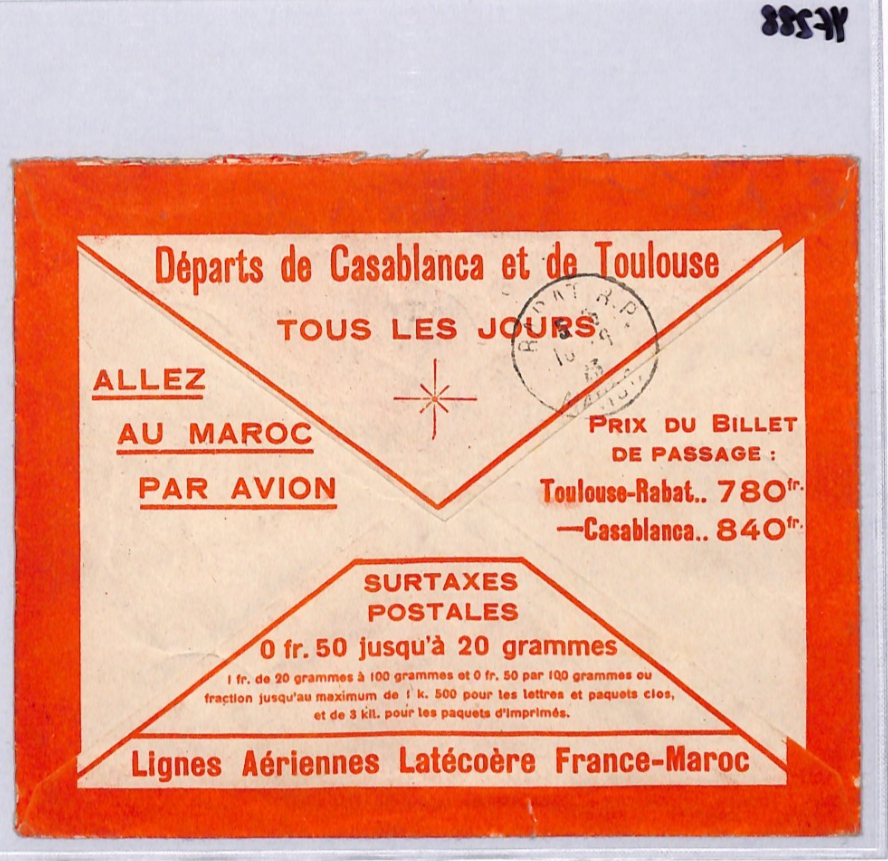 YF288
Départs de Casablanca et de Toulouse
TOUS LES JOURS
RABAT R.P.
ALLEZ
AU MAROC
PAR AVION
PRIX DU BILLET
DE PASSAGE :
Toulouse-Rabat.. 780fr.
—Casablanca.. 840fr.
SURTAXES
POSTALES
0 fr. 50 jusqu'à 20 grammes
1 fr. de 20 grammes à 100 grammes et 0 fr. 50 par 100 grammes ou
fraction jusqu'au maximum de 1 k. 500 pour les lettres et paquets clos,
et de 3 kil. pour les paquets d'imprimés.
Lignes Aériennes Latécoère France-Maroc